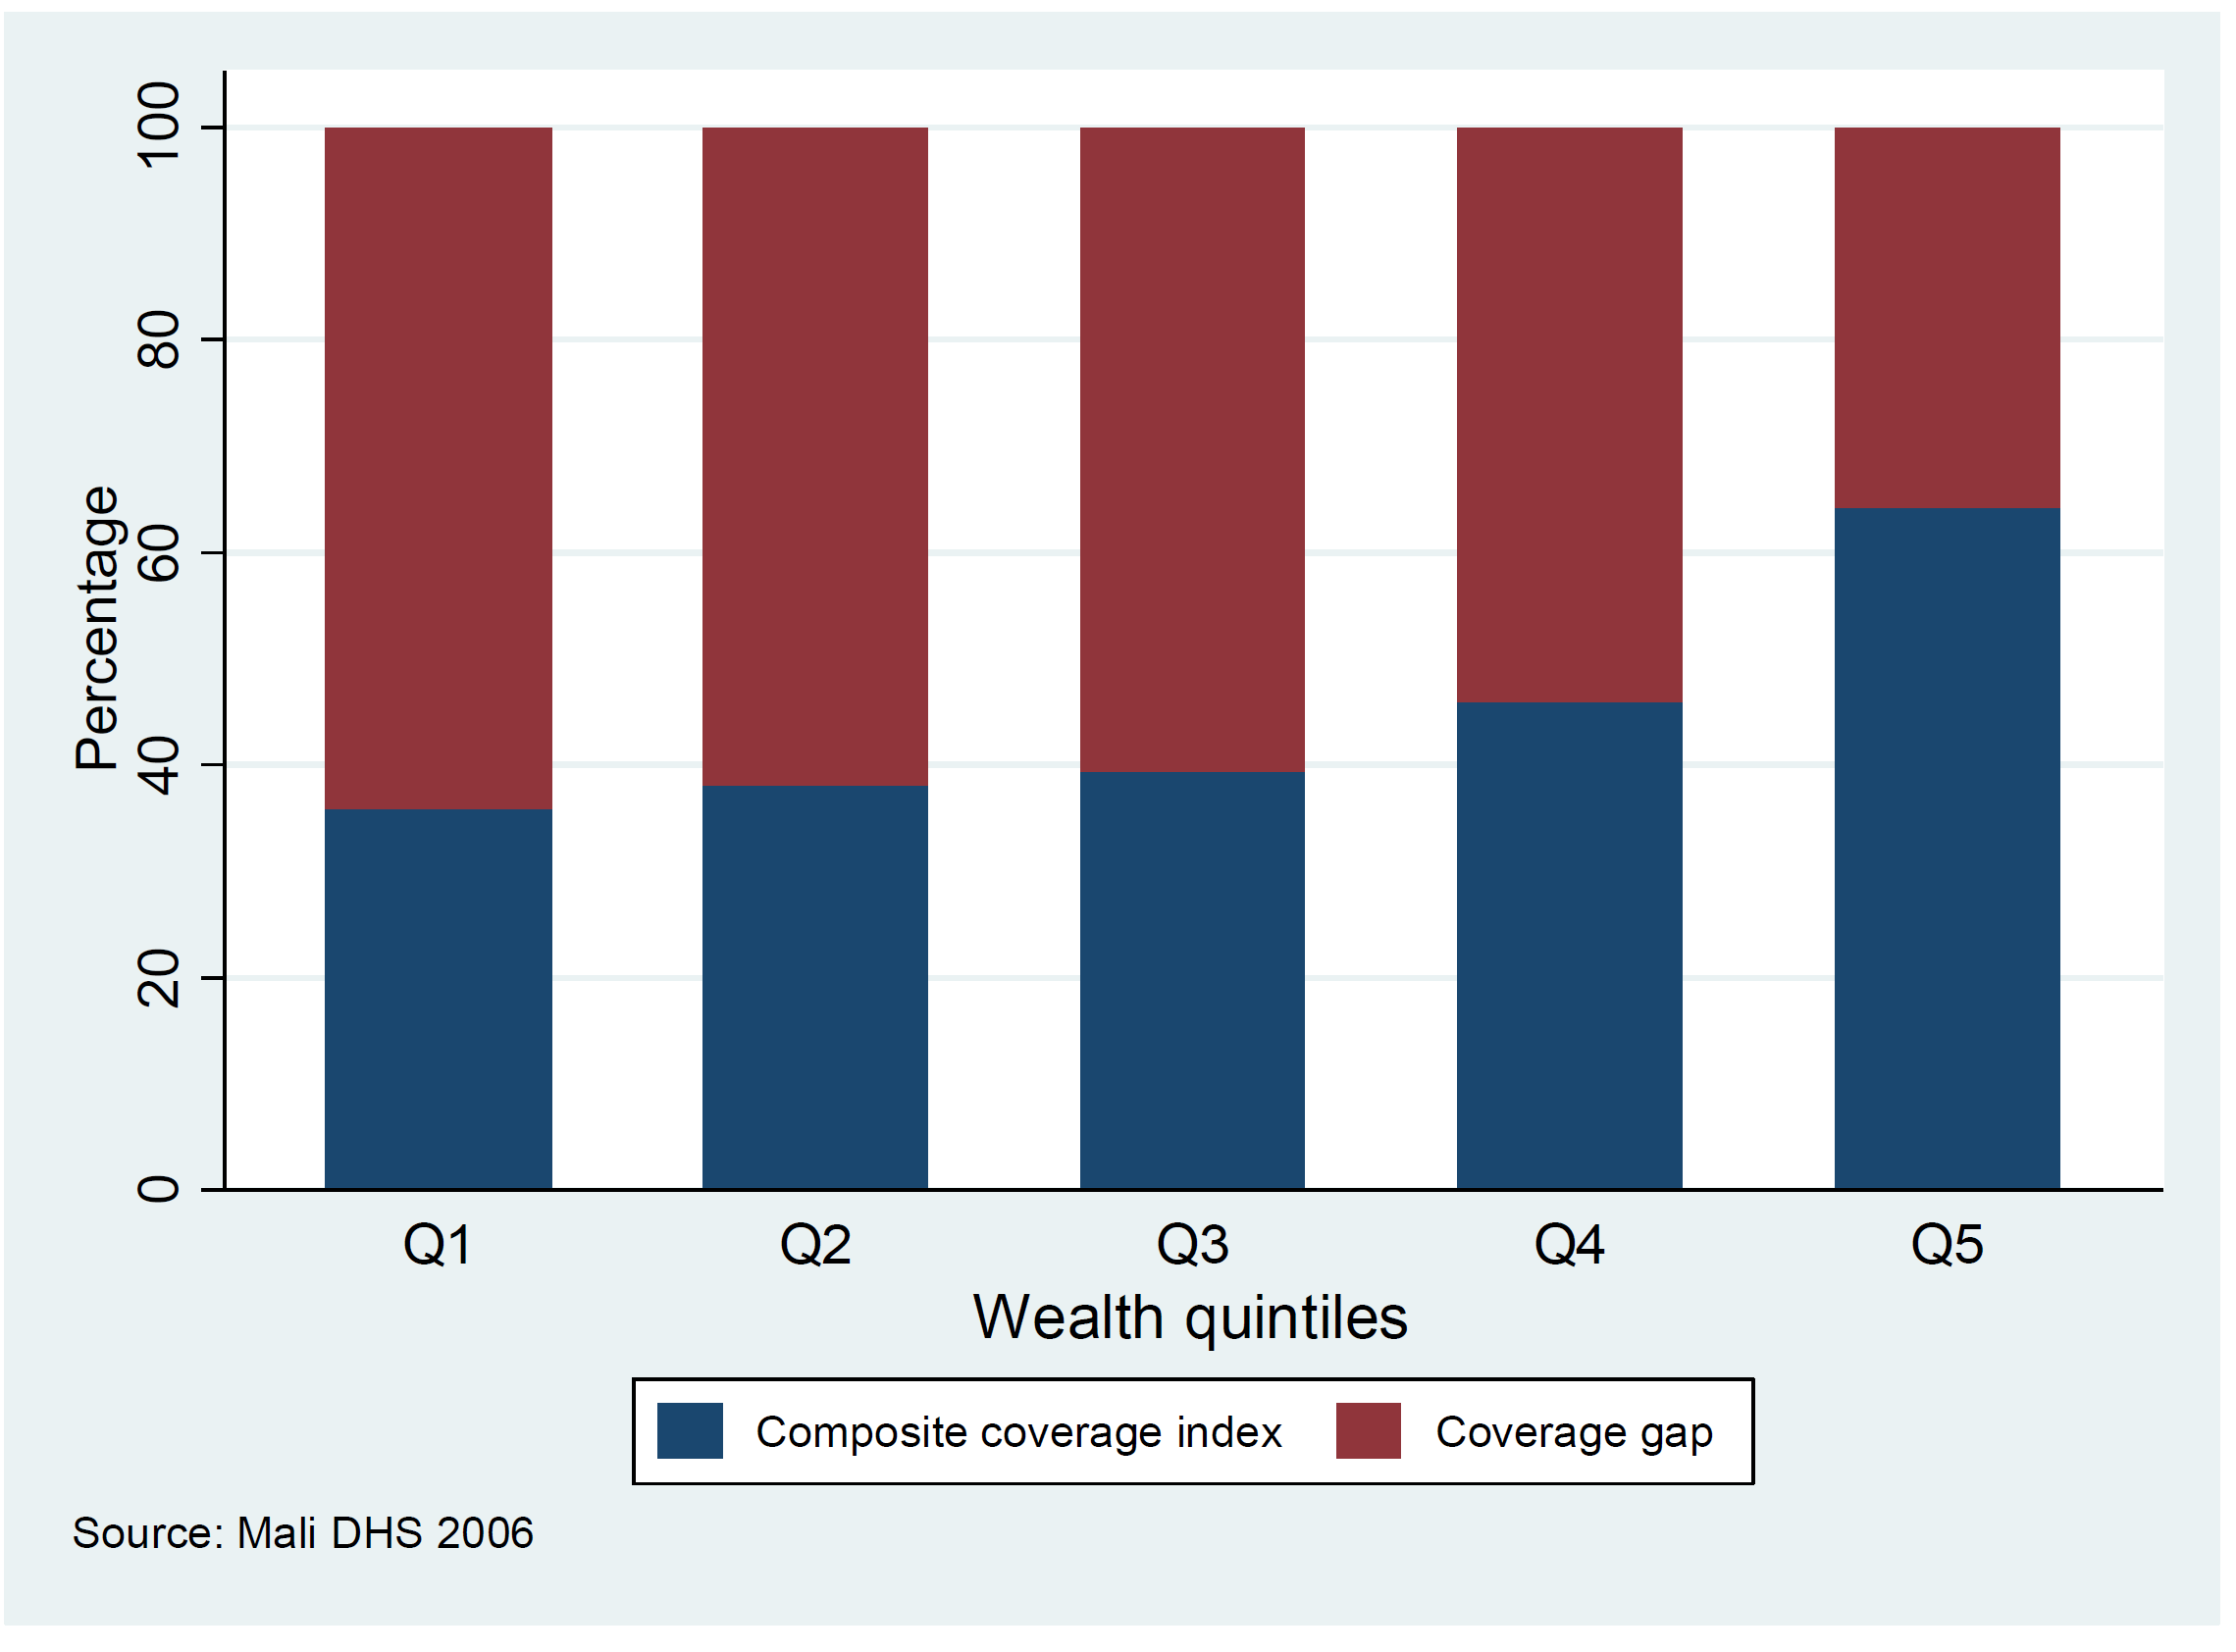 Percentage
100
80
60
40
20
0
Q1 Q2 Q3 Q4 Q5
Wealth quintiles
Composite coverage index Coverage gap
Source: Mali DHS 2006